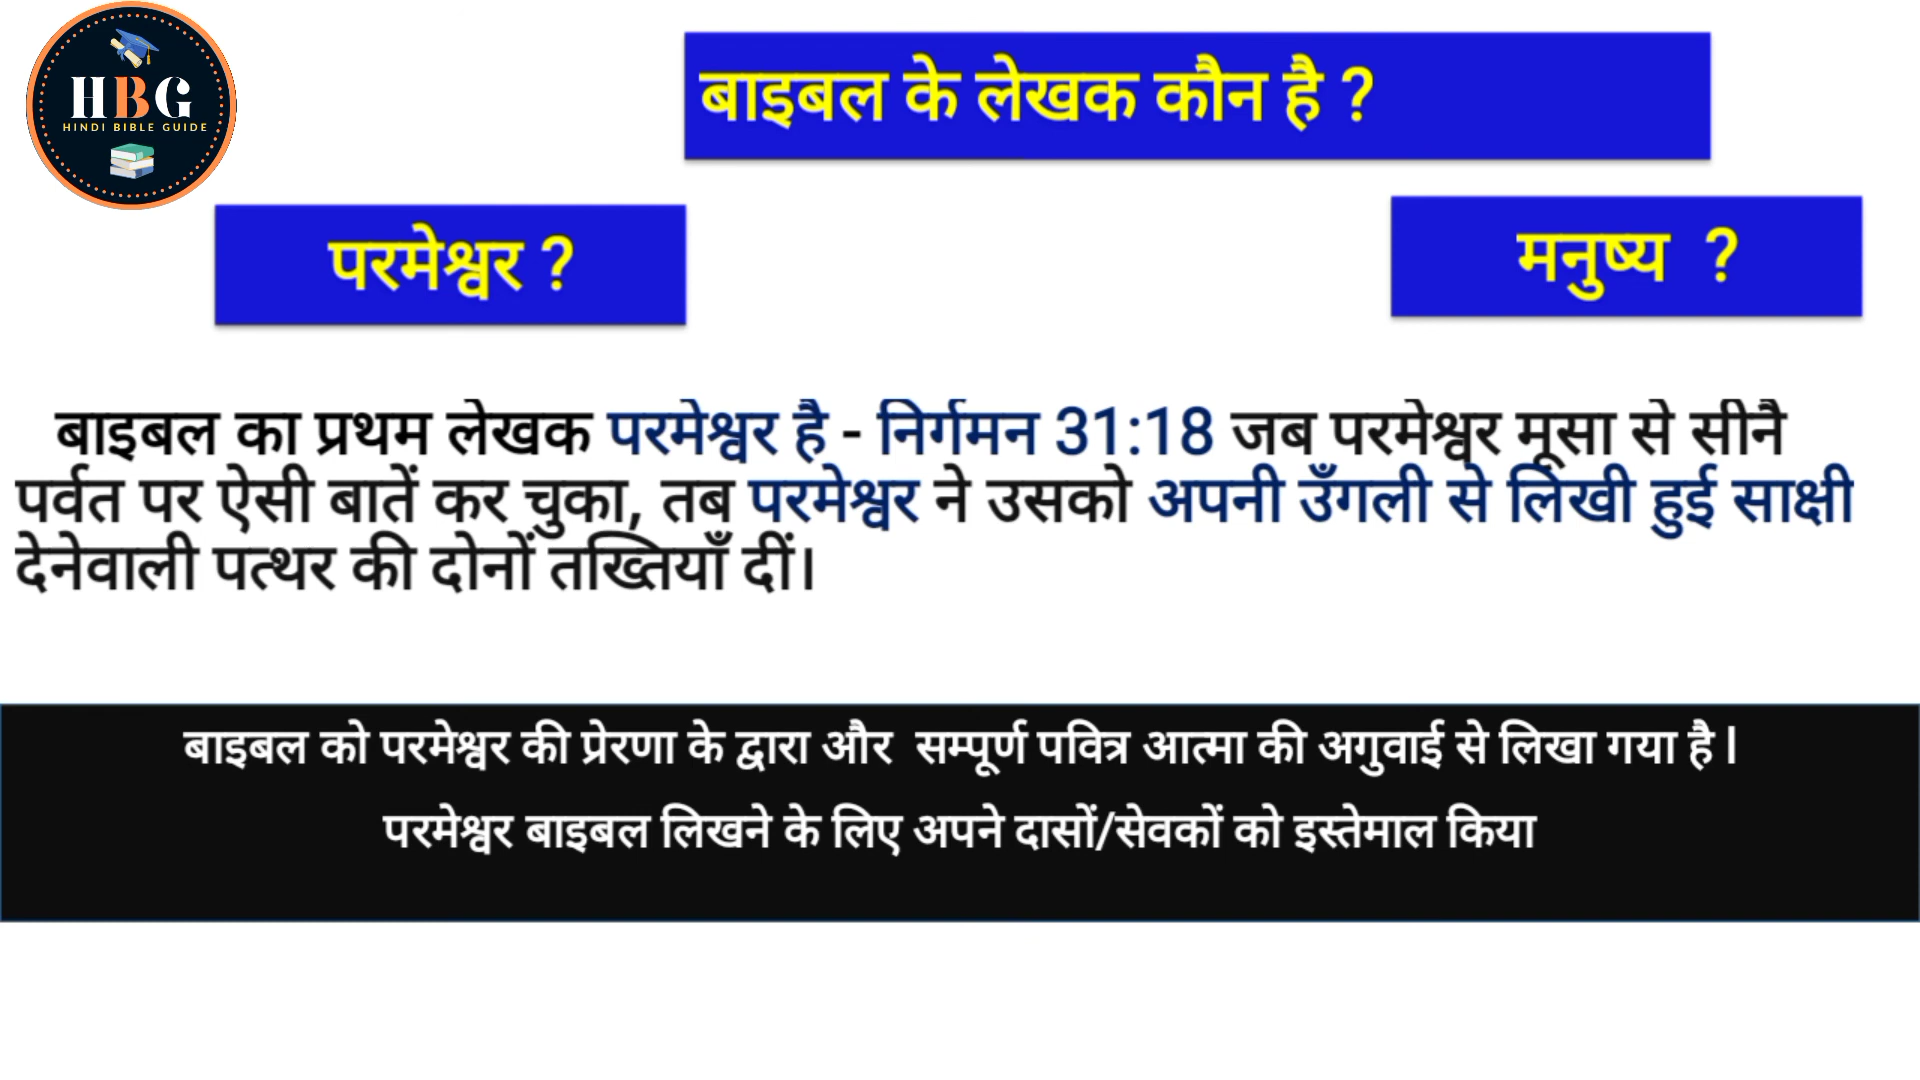 HBG
HINDI BIBLE GUIDE
बाइबल के लेखक कौन है ?
परमेश्वर ?
मनुष्य ?
बाइबल का प्रथम लेखक परमेश्वर है - निर्गमन 31:18 जब परमेश्वर मूसा से सीनै
पर्वत पर ऐसी बातें कर चुका, तब परमेश्वर ने उसको अपनी उँगली से लिखी हुई साक्षी
देनेवाली पत्थर की दोनों तख्तियाँ दीं।
बाइबल को परमेश्वर की प्रेरणा के द्वारा और सम्पूर्ण पवित्र आत्मा की अगुवाई से लिखा गया है l
परमेश्वर बाइबल लिखने के लिए अपने दासों/सेवकों को इस्तेमाल किया